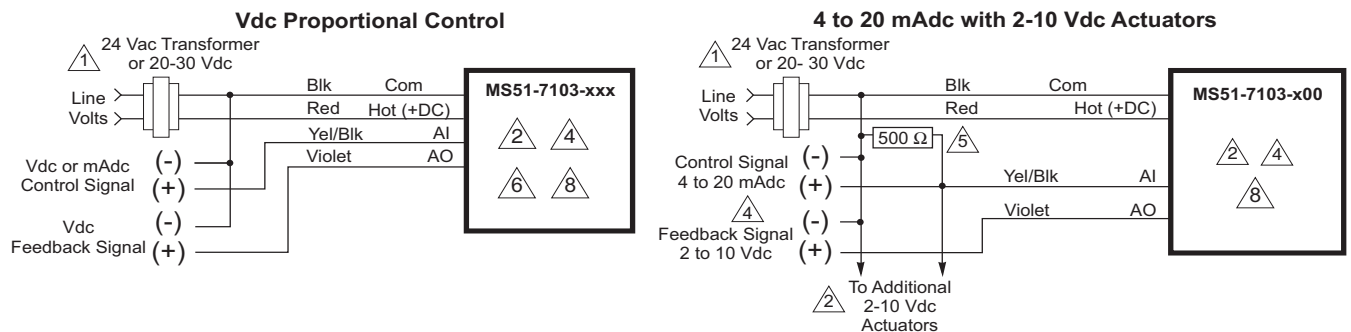 Vdc Proportional Control
1
24 Vac Transformer
or 20-30 Vdc
Line
Volts
Blk Com
Red Hot (+DC)
Yel/Blk AI
Violet AO
MS51-7103-xxx
2 4
6 8
Vdc or mAdc
Control Signal
(-)
(+)
Vdc
Feedback Signal
(-)
(+)
4 to 20 mAdc with 2-10 Vdc Actuators
1
24 Vac Transformer
or 20- 30 Vdc
Line
Volts
Blk Com
Red Hot (+DC)
500 Ω
5
MS51-7103-x00
2 4
8
Control Signal
4 to 20 mAdc
(-)
(+)
Yel/Blk AI
4
Feedback Signal
2 to 10 Vdc
(-)
(+)
Violet AO
2
To Additional
2-10 Vdc
Actuators